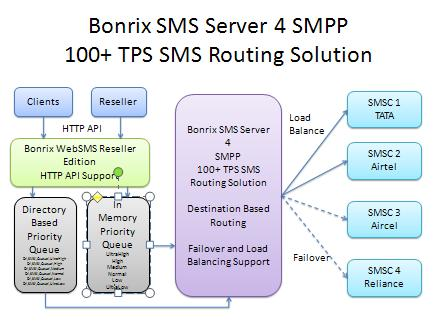 Bonrix SMS Server 4 SMPP
100+ TPS SMS Routing Solution
Clients
Reseller
HTTP API
Bonrix WebSMS Reseller
Edition
HTTP API Support
Directory
Based
Priority
Queue
In
Memory
Priority
Queue
UltraHigh
High
Medium
Normal
Low
UltraLow
Bonrix SMS Server
4
SMPP
100+ TPS SMS
Routing Solution
Destination Based
Routing
Failover and Load
Balancing Support
Load
Balance
Failover
SMSC 1
TATA
SMSC 2
Airtel
SMSC 3
Aircel
SMSC 4
Reliance